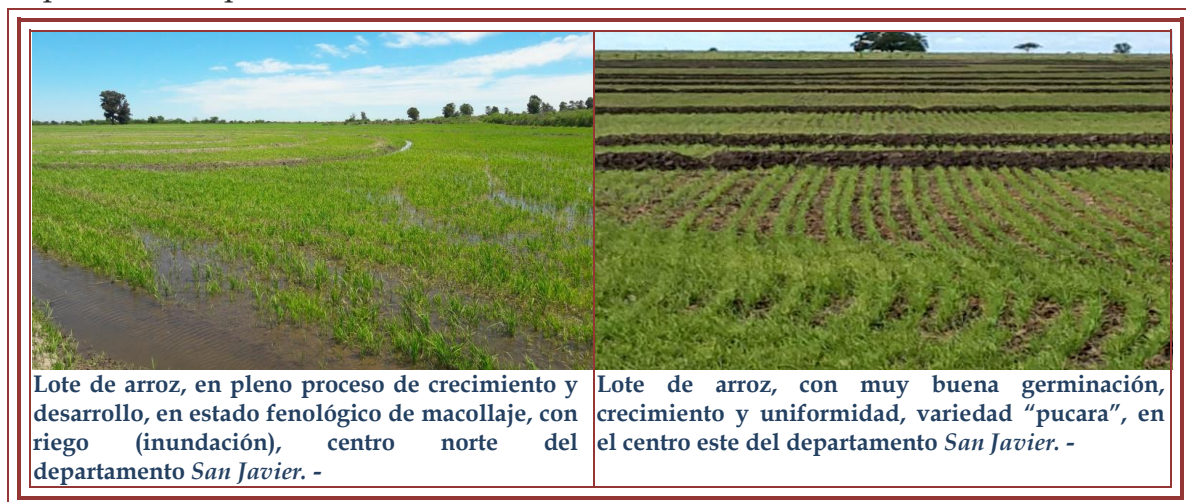 Lote de arroz, en pleno proceso de crecimiento y
desarrollo, en estado fenológico de macollaje, con
riego (inundación), centro norte del
departamento San Javier. -
Lote de arroz, con muy buena germinación,
crecimiento y uniformidad, variedad “pucara”, en
el centro este del departamento San Javier. -